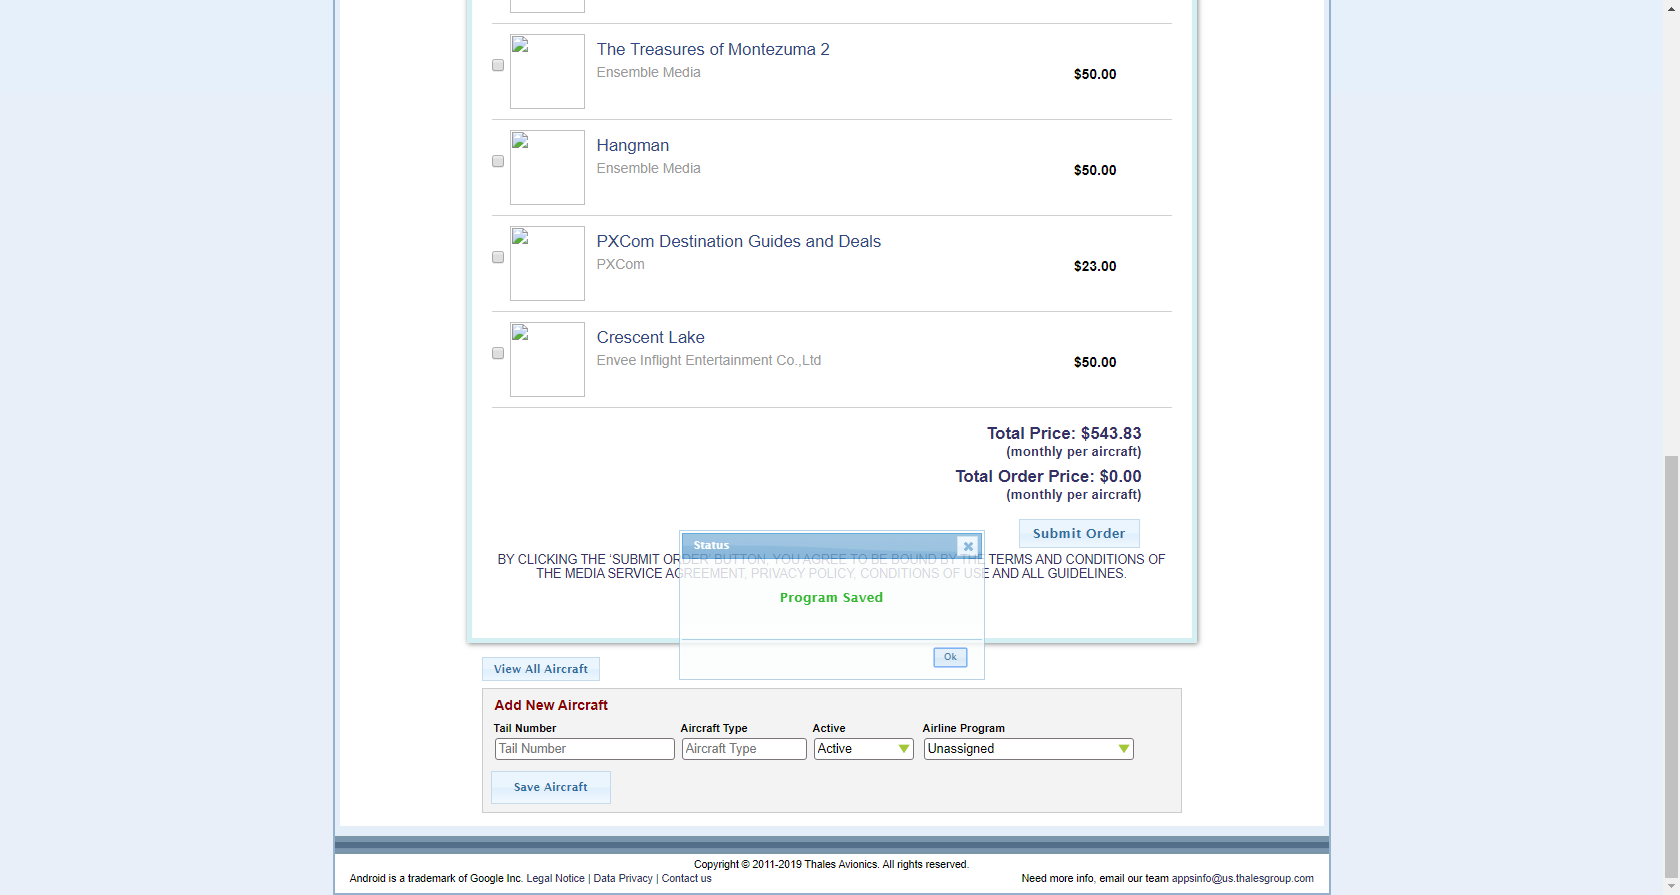 The Treasures of Montezuma 2
Ensemble Media
$50.00
Hangman
Ensemble Media
$50.00
PXCom Destination Guides and Deals
PXCom
$23.00
Crescent Lake
Envee Inflight Entertainment Co.,Ltd
$50.00
Total Price: $543.83
(monthly per aircraft)
Total Order Price: $0.00
(monthly per aircraft)
Submit Order
BY CLICKING THE ‘SUBMIT ORDER’ BUTTON, YOU AGREE TO BE BOUND BY THE TERMS AND CONDITIONS OF
THE MEDIA SERVICE AGREEMENT, PRIVACY POLICY, CONDITIONS OF USE AND ALL GUIDELINES.
Status
Program Saved
Ok
View All Aircraft
Add New Aircraft
Tail Number Aircraft Type Active Airline Program
Tail Number Aircraft Type Active Unassigned
Save Aircraft
Copyright © 2011-2019 Thales Avionics. All rights reserved.
Android is a trademark of Google Inc. Legal Notice | Data Privacy | Contact us
Need more info, email our team appsinfo@us.thalesgroup.com